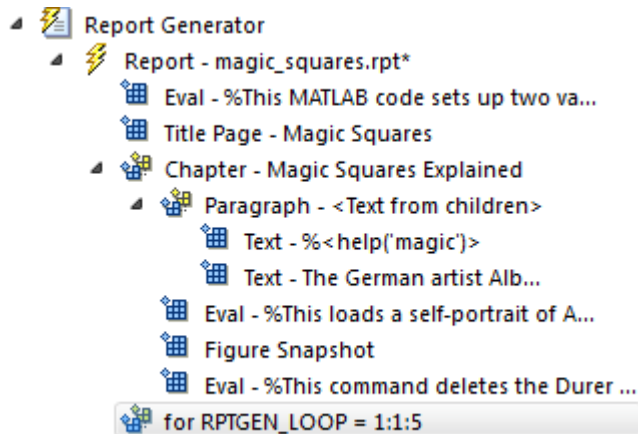 Report Generator
Report - magic_squares.rpt*
Eval - %This MATLAB code sets up two va...
Title Page - Magic Squares
Chapter - Magic Squares Explained
Paragraph - <Text from children>
Text - %<help('magic')>
Text - The German artist Alb...
Eval - %This loads a self-portrait of A...
Figure Snapshot
Eval - %This command deletes the Durer ...
for RPTGEN_LOOP = 1:1:5